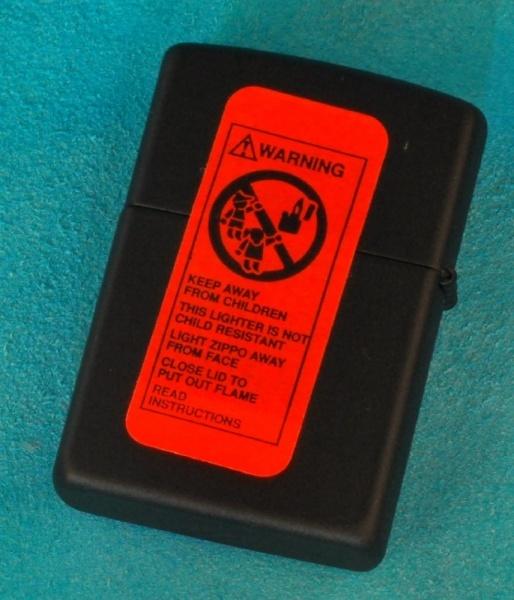 WARNING
KEEP AWAY
FROM CHILDREN
THIS LIGHTER IS NOT
CHILD RESISTANT
LIGHT ZIPPO AWAY
FROM FACE
CLOSE LID TO
PUT OUT FLAME
READ
INSTRUCTIONS